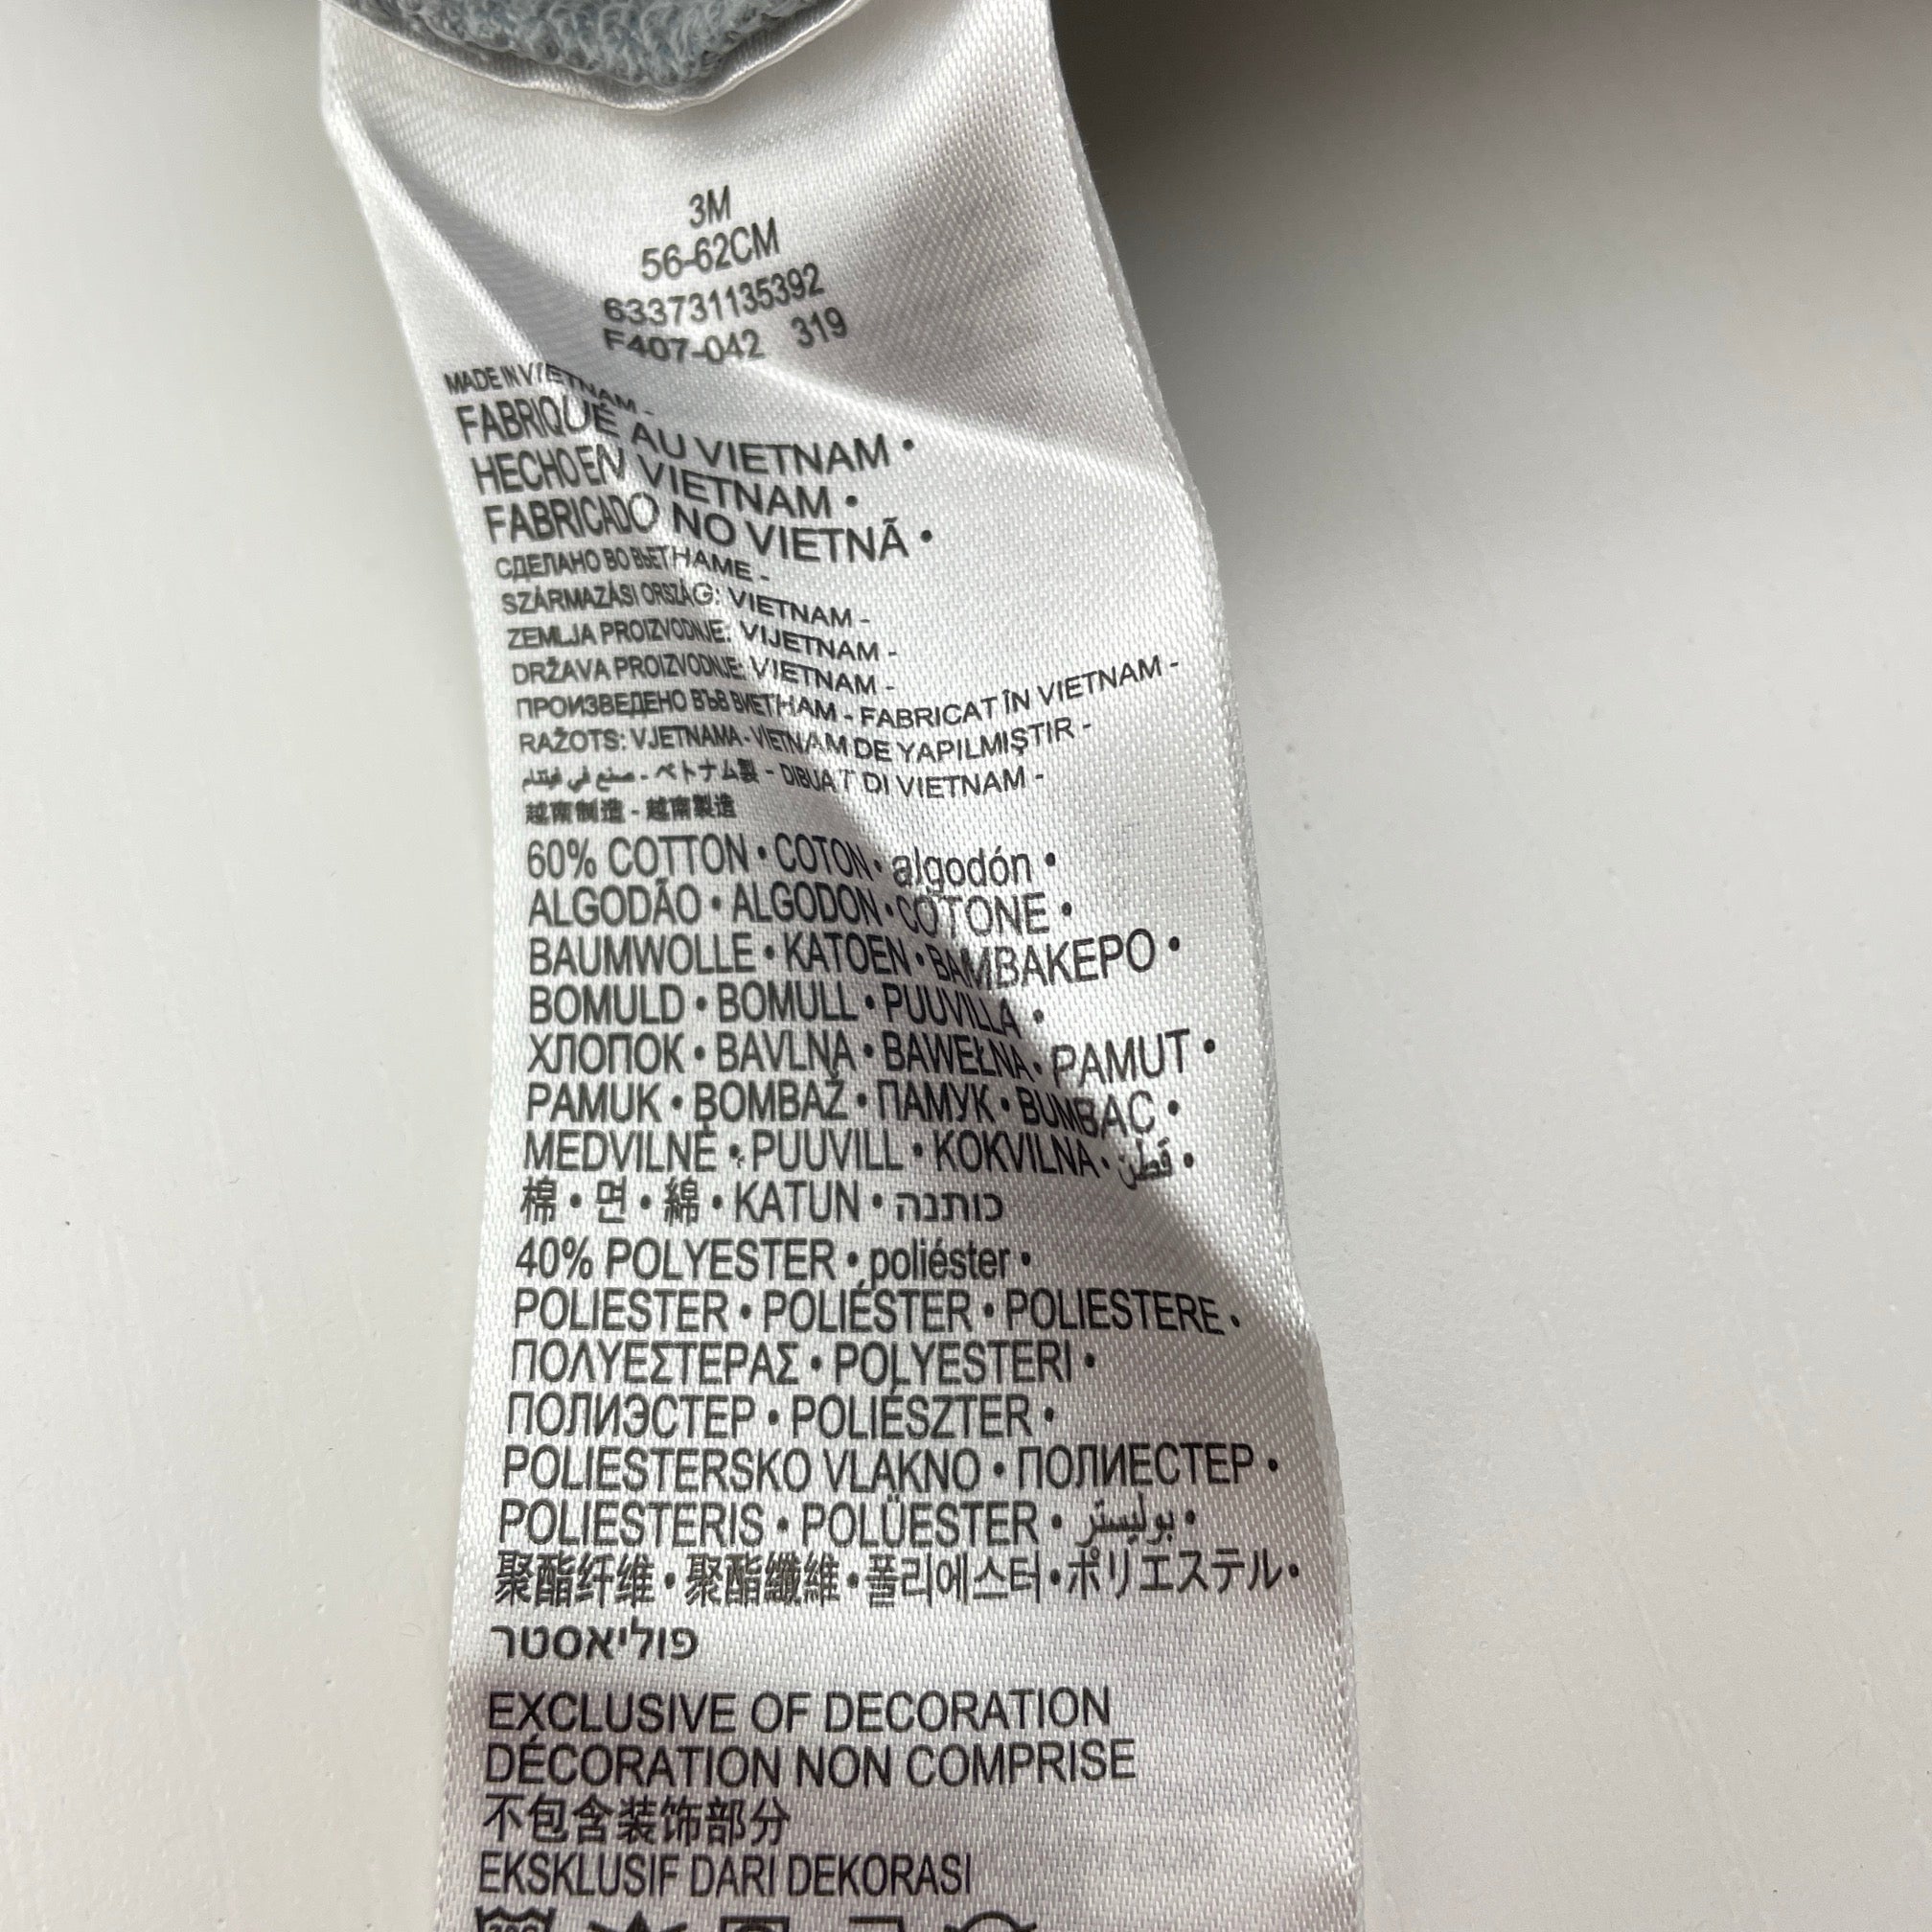 3M
56-62CM
633731135392
F407-042 319
MADE IN VIETNAM -
FABRIQUÉ AU VIETNAM •
HECHO EN VIETNAM •
FABRICADO NO VIETNÃ •
СДЕЛАНО ВО ВЬЕТНАМЕ -
SZÁRMAZÁSI ORSZÁG: VIETNAM -
ZEMLJA PROIZVODNJE: VIJETNAM -
DRŽAVA PROIZVODNJE: VIETNAM -
ПРОИЗВЕДЕНО ВЪВ ВИЕТНАМ - FABRICAT ÎN VIETNAM -
RAŽOTS: VJETNAMA - VIETNAM DE YAPILMIŞTIR -
صنع في فيتنام - ベトナム製 - DIBUAT DI VIETNAM -
越南制造 - 越南製造
60% COTTON • COTON • algodón •
ALGODÃO • ALGODON • COTONE •
BAUMWOLLE • KATOEN • BAMBAKEPO •
BOMULD • BOMULL • PUUVILLA •
ХЛОПОК • BAVLNA • BAWEŁNA • PAMUT •
PAMUK • BOMBAŽ • ПАМУК • BUMBAC •
MEDVILNĖ • PUUVILL • KOKVILNA • قطن •
棉 • 면 • 綿 • KATUN • כותנה
40% POLYESTER • poliéster •
POLIESTER • POLIÉSTER • POLIESTERE •
ΠΟΛΥΕΣΤΕΡΑΣ • POLYESTERI •
ПОЛИЭСТЕР • POLIÉSZTER •
POLIESTERSKO VLAKNO • ПОЛИЕСТЕР •
POLIESTERIS • POLÜESTER • بوليستر •
聚酯纤维 • 聚酯纖維 • 폴리에스터 • ポリエステル •
פוליאסטר
EXCLUSIVE OF DECORATION
DÉCORATION NON COMPRISE
不包含装饰部分
EKSKLUSIF DARI DEKORASI